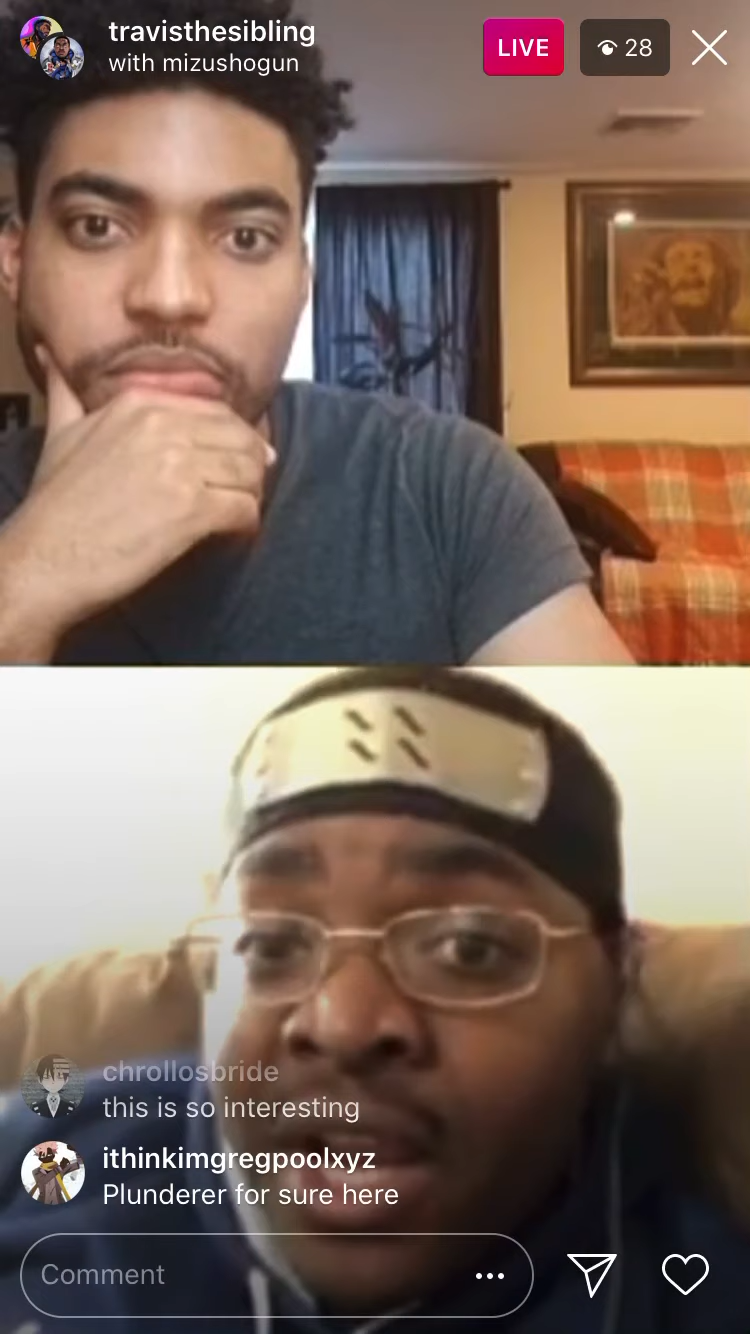 travisthesibling
with mizushogun
LIVE
28
chrollosbride
this is so interesting
ithinkimgregpoolxyz
Plunderer for sure here
Comment